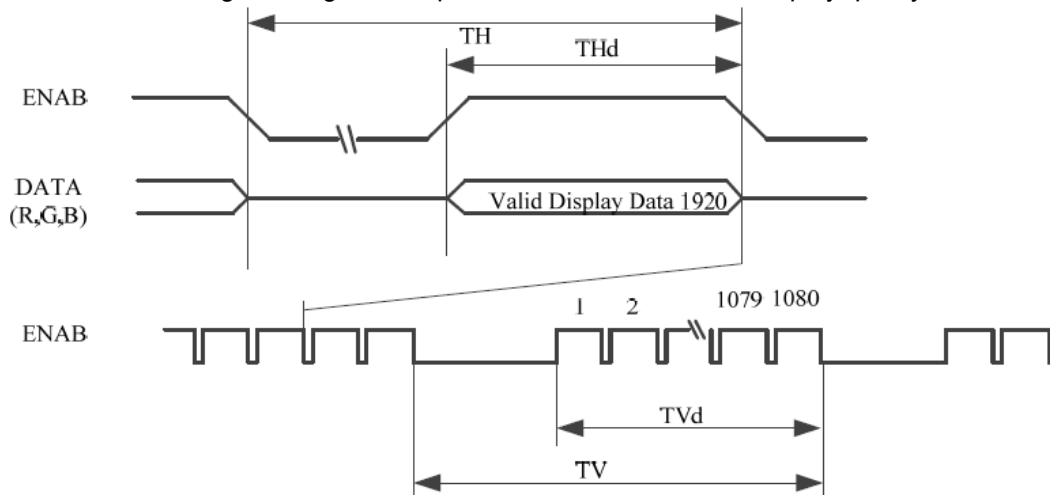 TH
THd
ENAB
DATA
(R,G,B)
Valid Display Data 1920
1 2 1079 1080
ENAB
TVd
TV